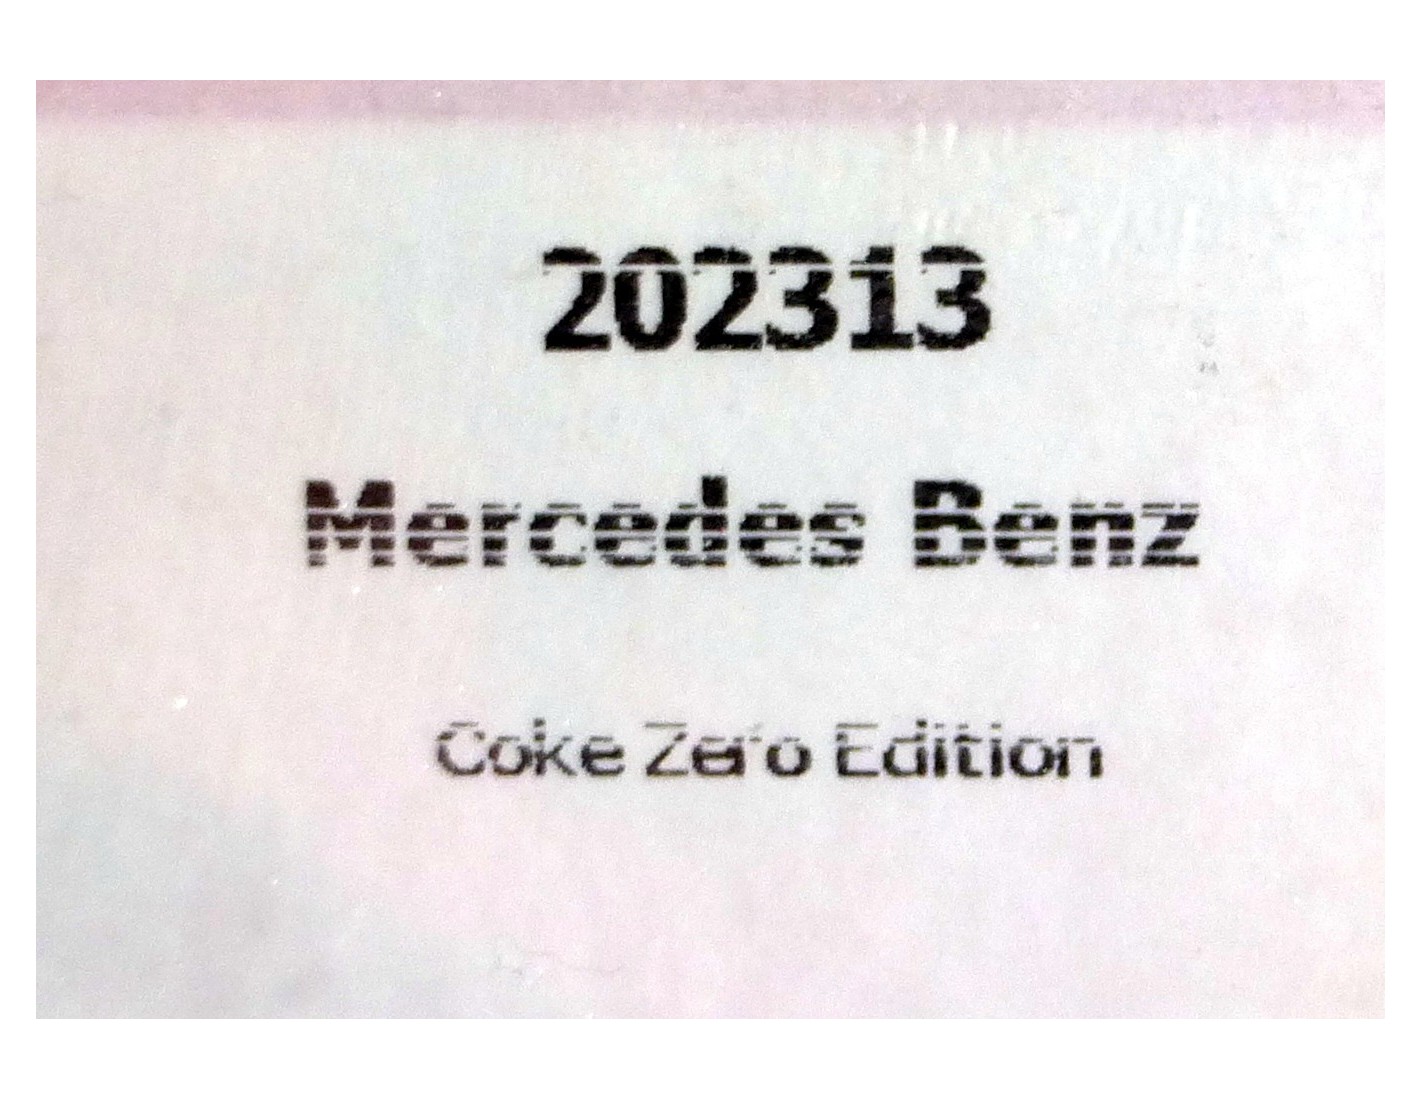 202313
Mercedes Benz
Coke Zero Edition